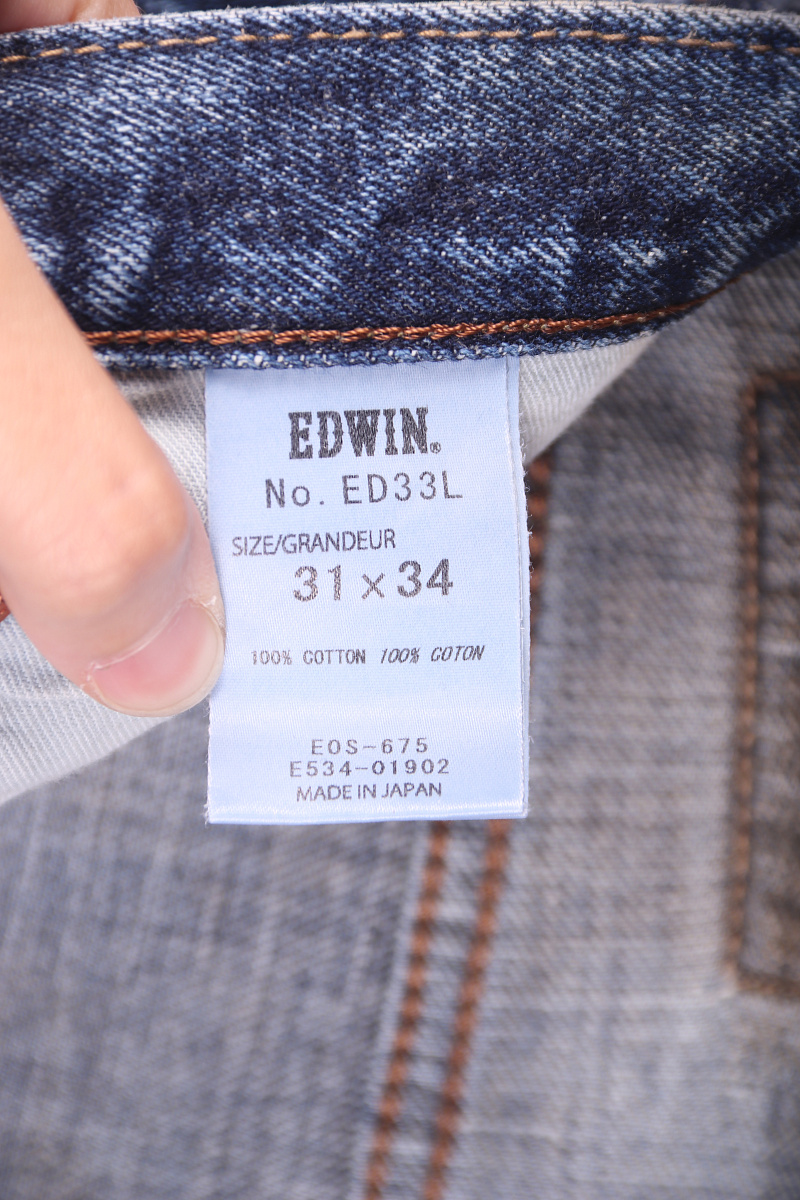 EDWIN®
No. ED33L
SIZE/GRANDEUR
31×34
100% COTTON 100% COTON
EOS-675
E534-01902
MADE IN JAPAN